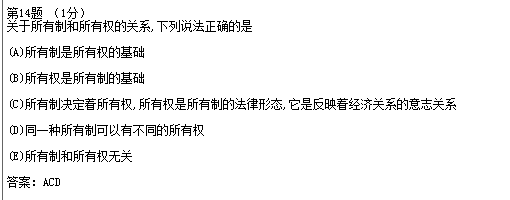 第14题 （1分）
关于所有制和所有权的关系,下列说法正确的是
(A)所有制是所有权的基础
(B)所有权是所有制的基础
(C)所有制决定着所有权,所有权是所有制的法律形态,它是反映着经济关系的意志关系
(D)同一种所有制可以有不同的所有权
(E)所有制和所有权无关
答案：ACD